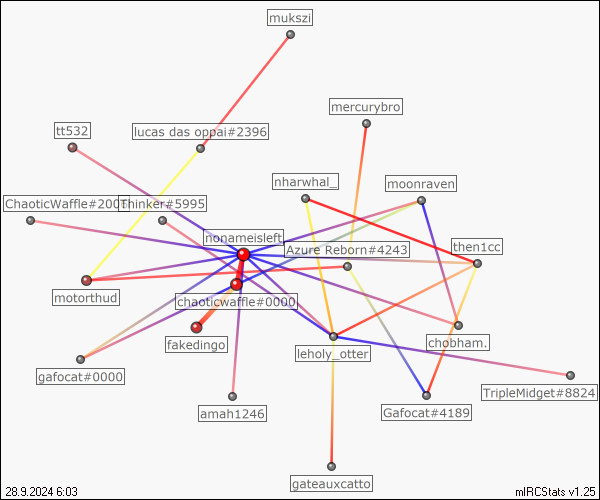 mukszi
mercurybro
tt532
lucas das oppai#2396
nharwhal_
moonraven
ChaoticWaffle#200
Thinker#5995
nonameisleft
Azure Reborn#4243
then1cc
motorthud
chaoticwaffle#0000
fakedingo
leholy_otter
chobham.
gafocat#0000
TripleMidget#8824
amah1246
Gafocat#4189
gateauxcatto
28.9.2024 6:03
mIRCStats v1.25